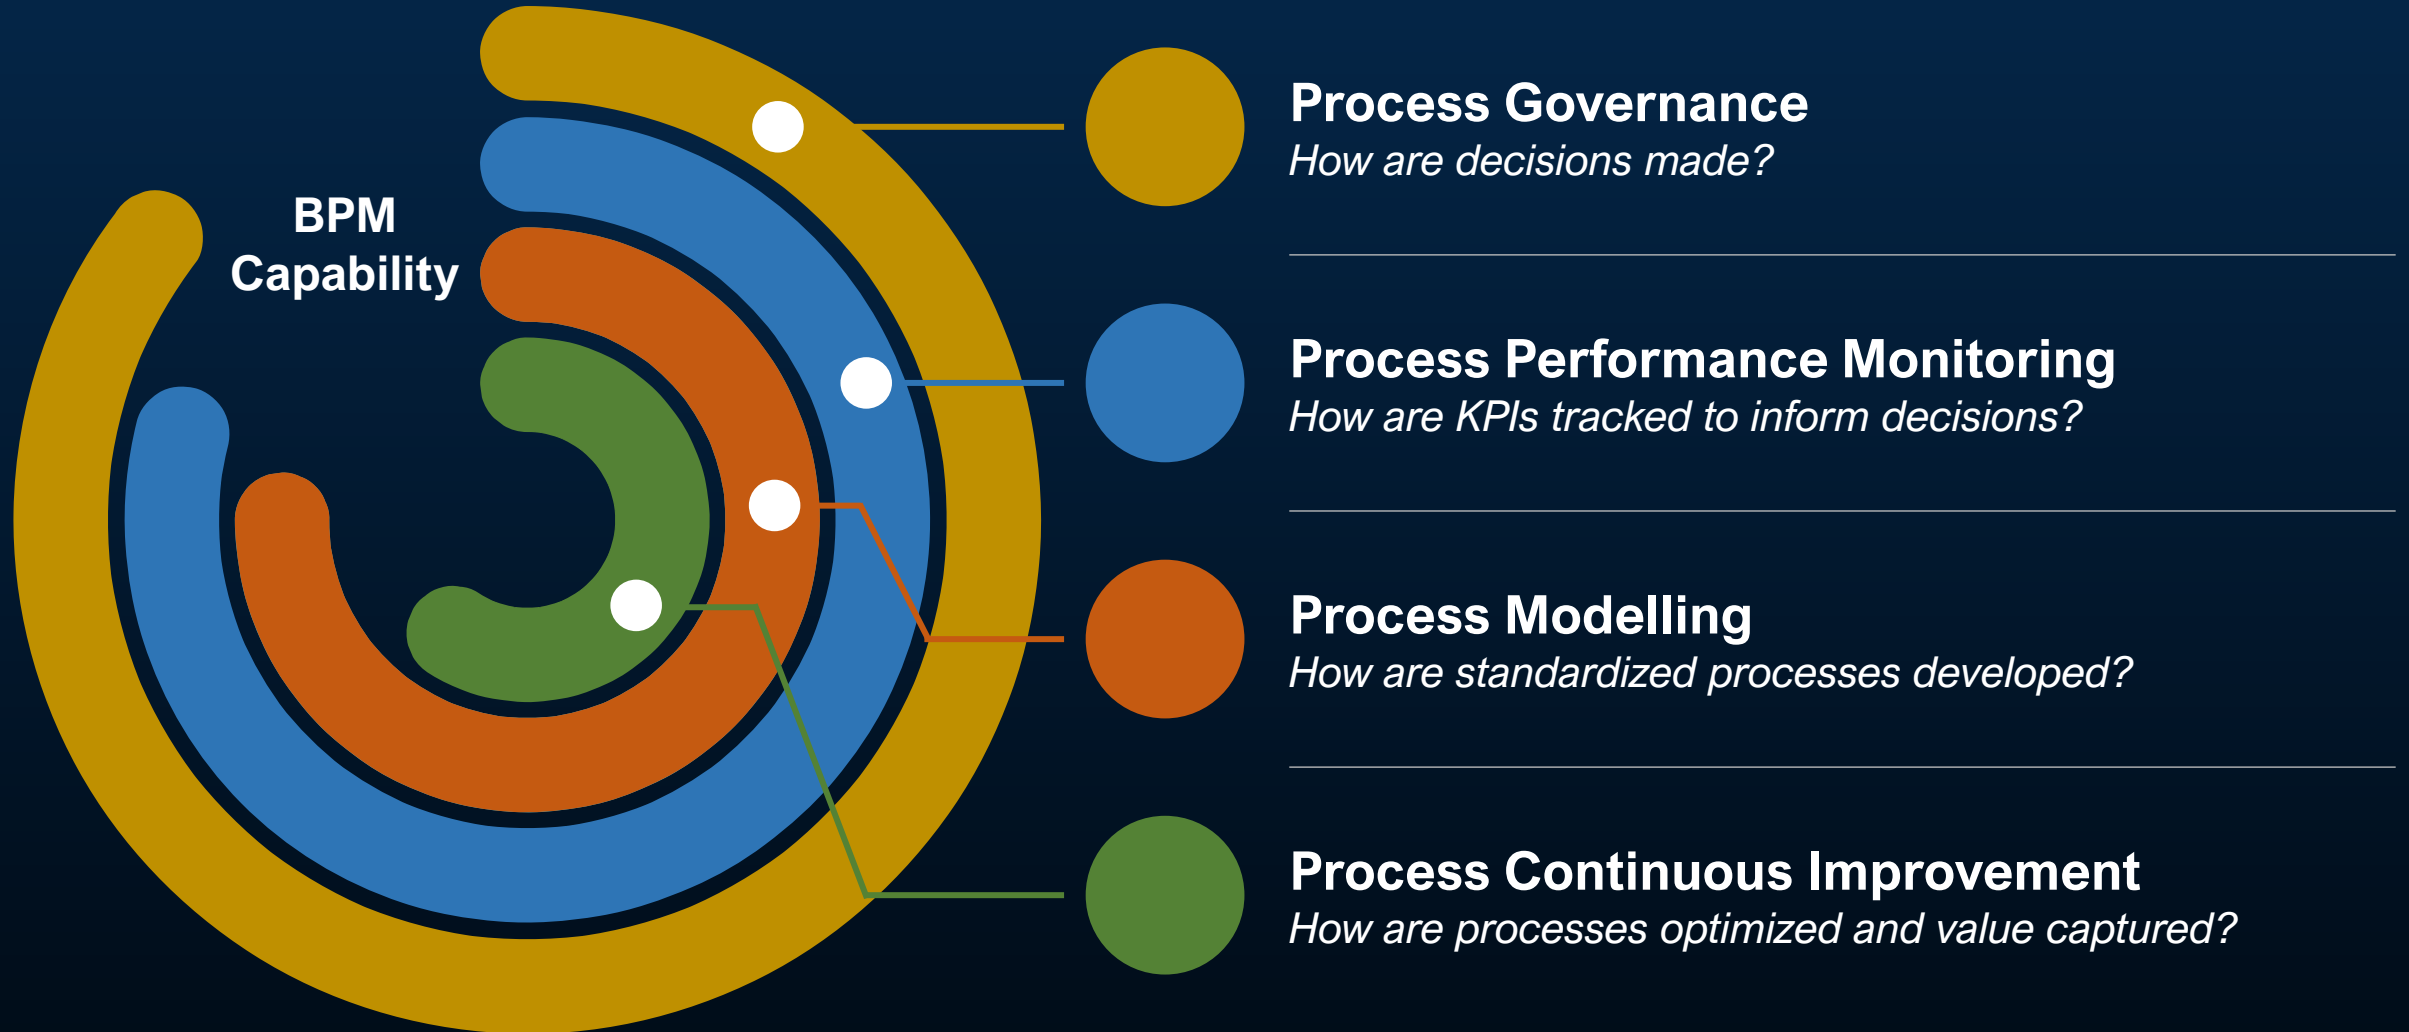 BPM
Capability
Process Governance
How are decisions made?
Process Performance Monitoring
How are KPIs tracked to inform decisions?
Process Modelling
How are standardized processes developed?
Process Continuous Improvement
How are processes optimized and value captured?